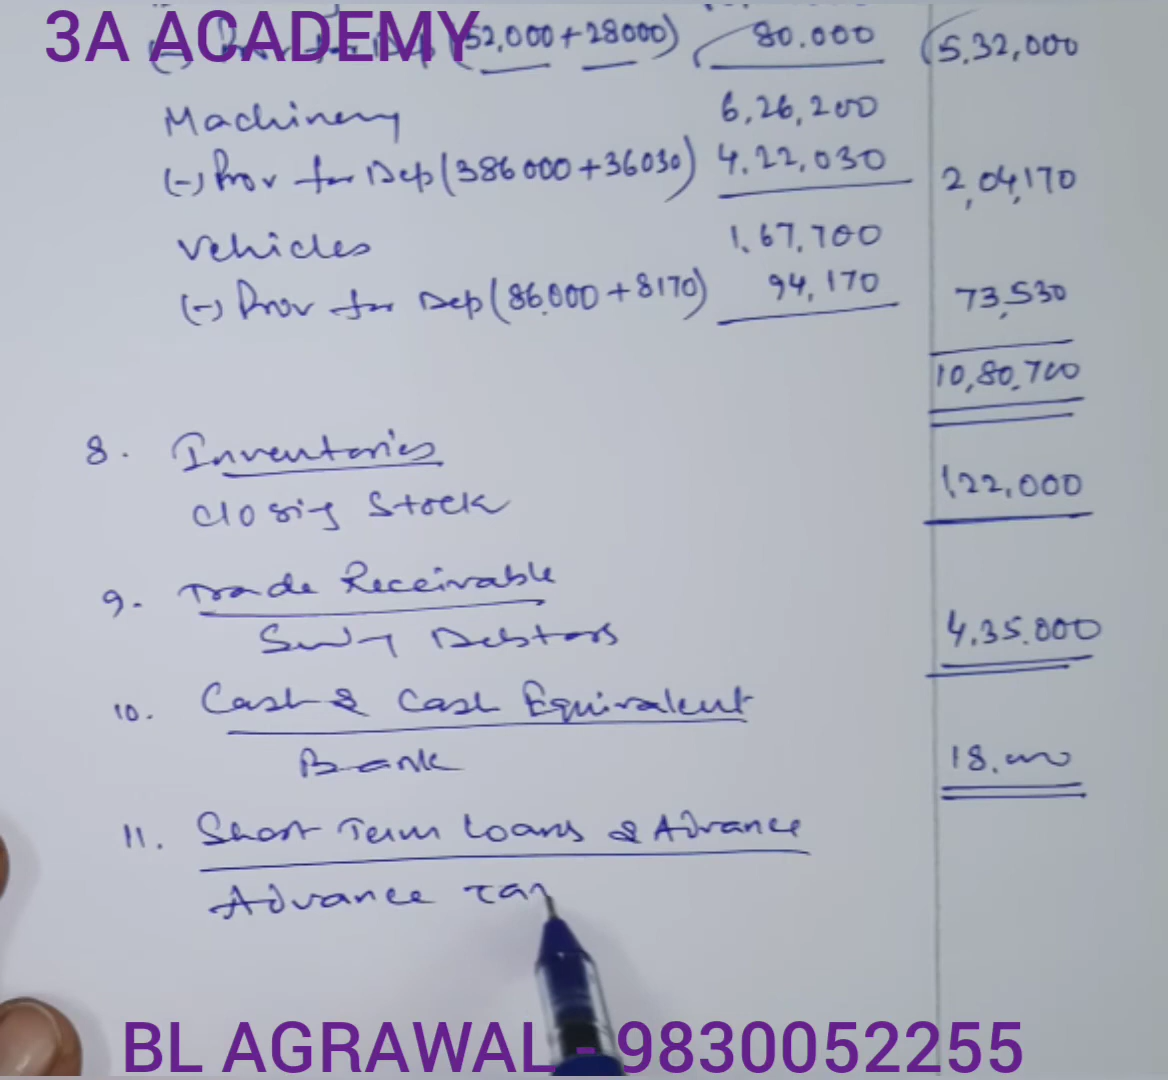 3A ACADEMY
(-) Prov for Dep (52,000+28000) 80.000 5,32,000
Machinery 6,26,200
(-) Prov for Dep (386000+36030) 4,22,030 2,04,170
Vehicles 1,67,700
(-) Prov for Dep (86,000+8170) 94,170 73,530
10,80,700
8. Inventories
Closing Stock 1,22,000
9. Trade Receivable
Sundry Debtors 4,35,000
10. Cash & Cash Equivalent
Bank 18,000
11. Short Term Loans & Advance
Advance Tax
BL AGRAWAL - 9830052255